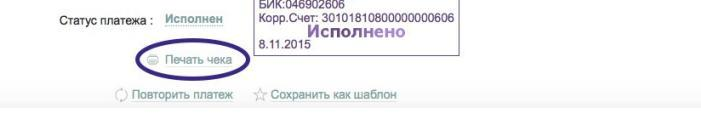 БИК:046902606
Статус платежа : Исполнен
Корр.Счет: 30101810800000000606
Исполнено
8.11.2015
Печать чека
Повторить платеж
Сохранить как шаблон